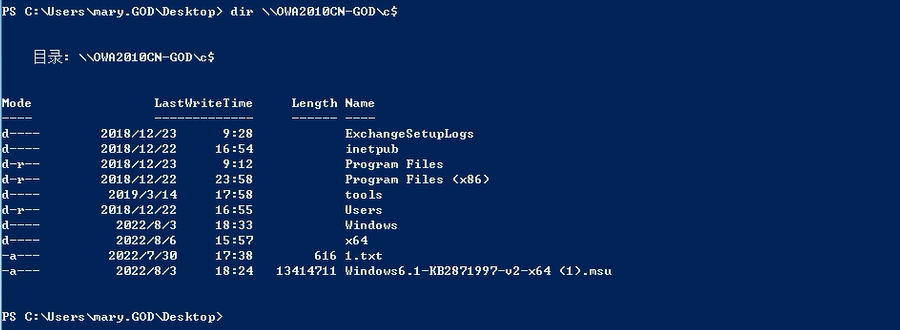 PS C:\Users\mary.GOD\Desktop> dir \\OWA2010CN-GOD\c$
目录: \\OWA2010CN-GOD\c$
Mode LastWriteTime Length Name
---- ------------- ------ ----
d---- 2018/12/23 9:28 ExchangeSetupLogs
d---- 2018/12/22 16:54 inetpub
d-r-- 2018/12/23 9:12 Program Files
d-r-- 2018/12/22 23:58 Program Files (x86)
d---- 2019/3/14 17:58 tools
d-r-- 2018/12/22 16:55 Users
d---- 2022/8/3 18:33 Windows
d---- 2022/8/6 15:57 x64
-a--- 2022/7/30 17:38 616 1.txt
-a--- 2022/8/3 18:24 13414711 Windows6.1-KB2871997-v2-x64 (1).msu
PS C:\Users\mary.GOD\Desktop>